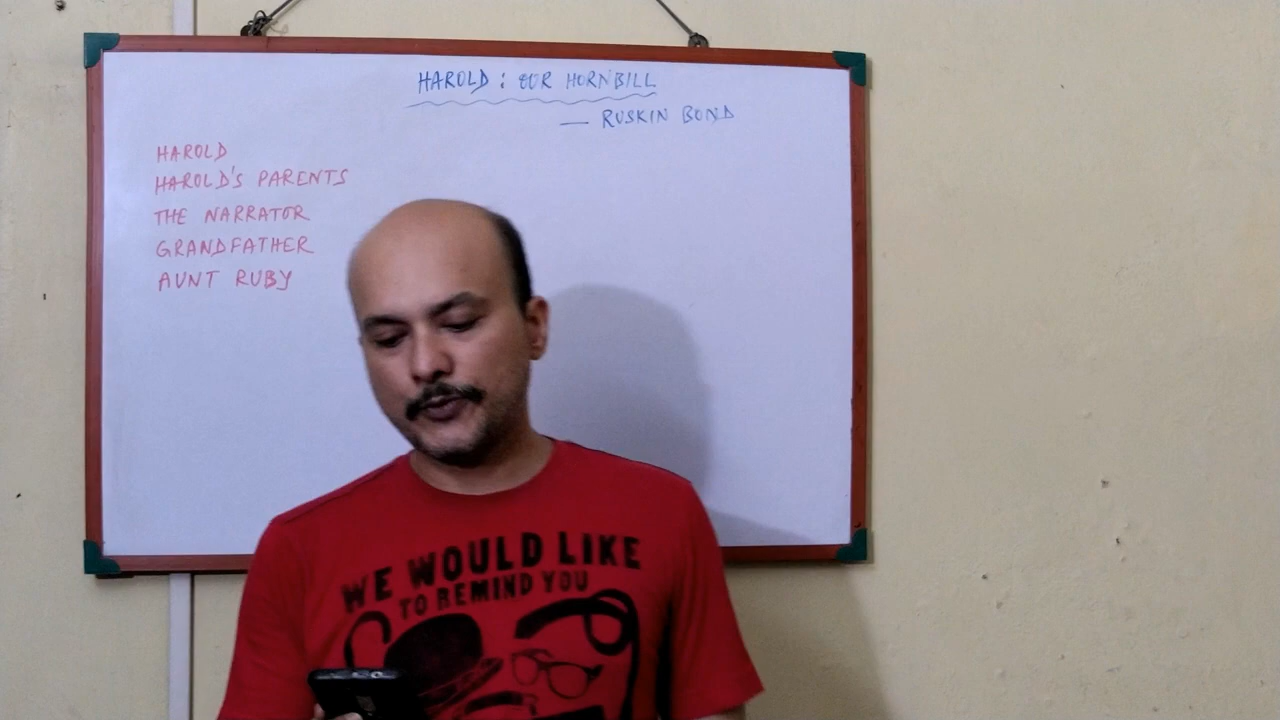 HAROLD : OUR HORNBILL
— RUSKIN BOND
HAROLD
HAROLD'S PARENTS
THE NARRATOR
GRANDFATHER
AUNT RUBY
WE WOULD LIKE
TO REMIND YOU